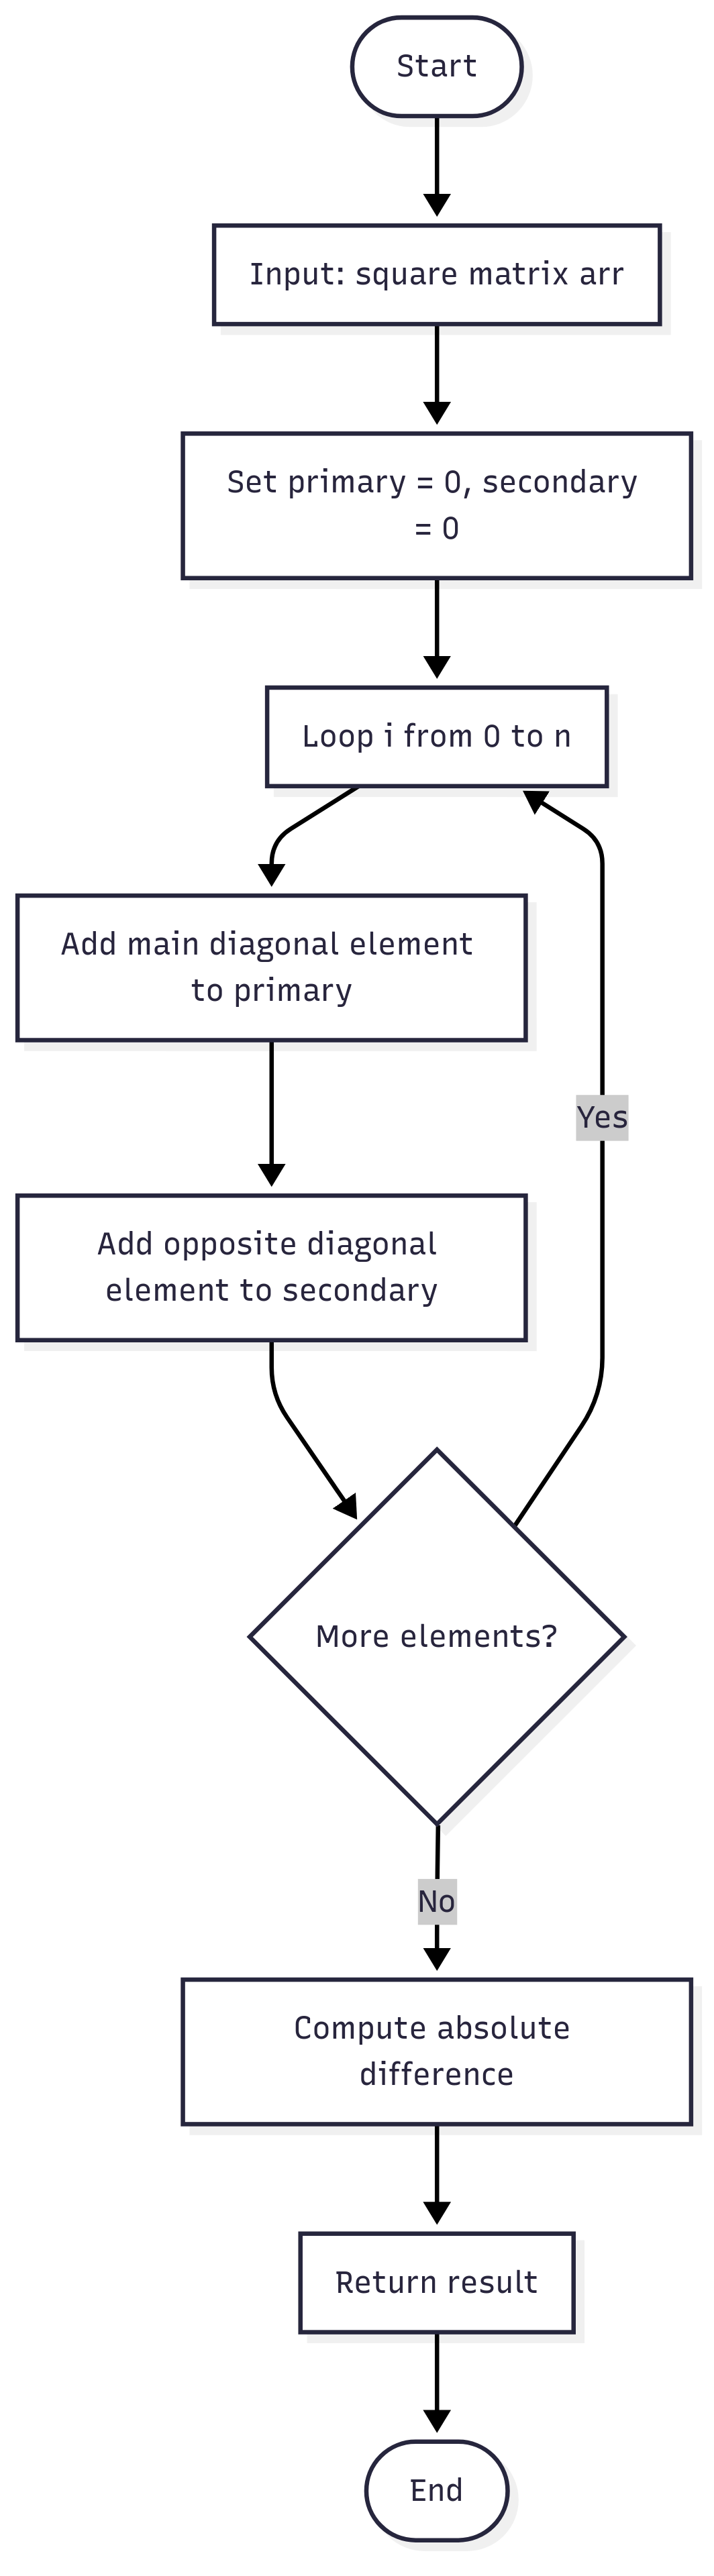 Start
Input: square matrix arr
Set primary = 0, secondary
= 0
Loop i from 0 to n
Add main diagonal element
to primary
Yes
Add opposite diagonal
element to secondary
More elements?
No
Compute absolute
difference
Return result
End